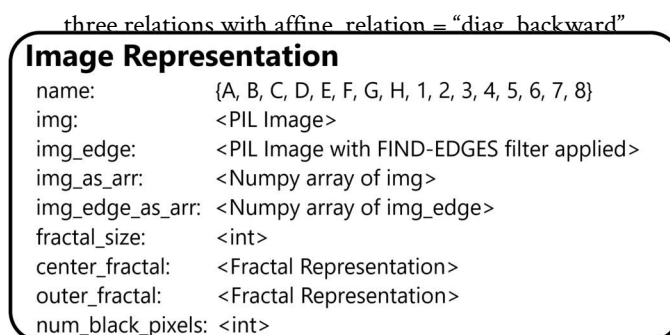 three relations with affine_relation = “diag_backward”
Image Representation
name: {A, B, C, D, E, F, G, H, 1, 2, 3, 4, 5, 6, 7, 8}
img: <PIL Image>
img_edge: <PIL Image with FIND-EDGES filter applied>
img_as_arr: <Numpy array of img>
img_edge_as_arr: <Numpy array of img_edge>
fractal_size: <int>
center_fractal: <Fractal Representation>
outer_fractal: <Fractal Representation>
num_black_pixels: <int>